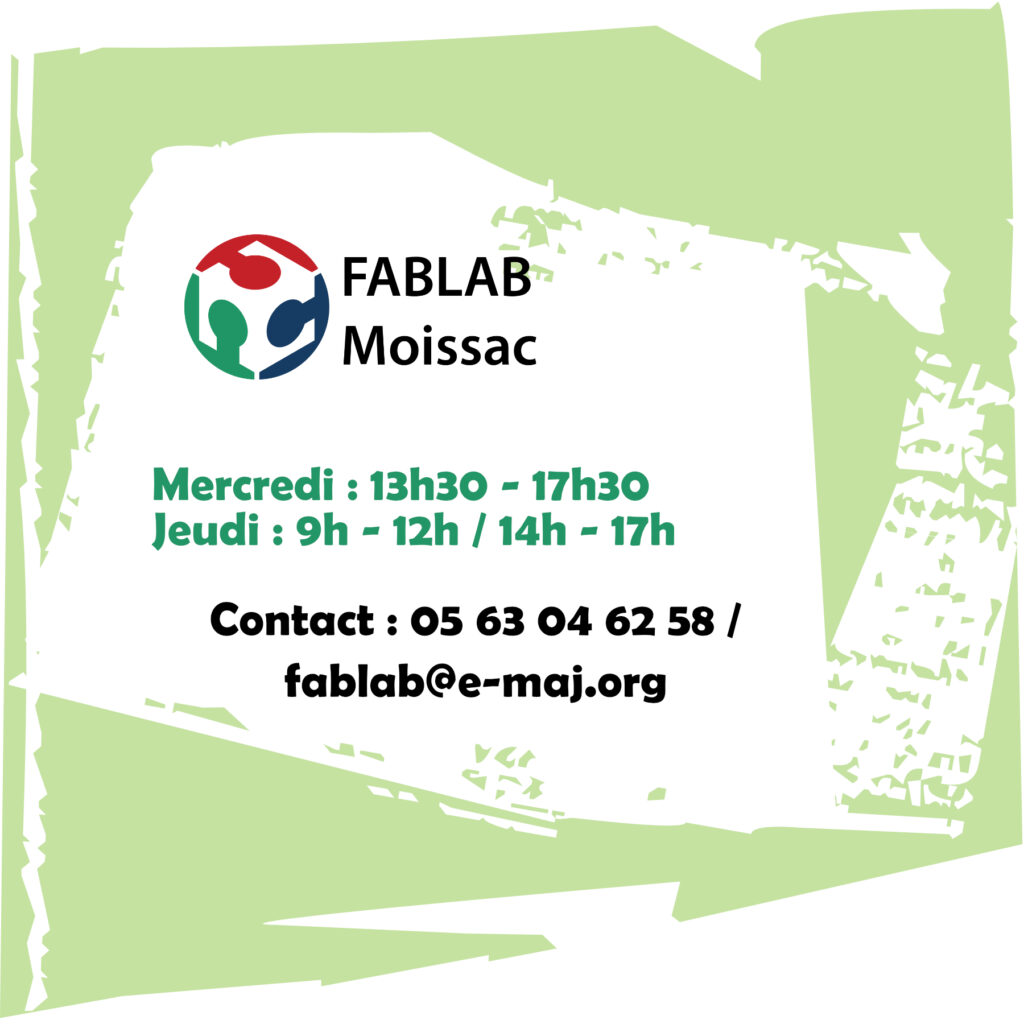 FABLAB
Moissac
Mercredi : 13h30 - 17h30
Jeudi : 9h - 12h / 14h - 17h
Contact : 05 63 04 62 58 /
fablab@e-maj.org